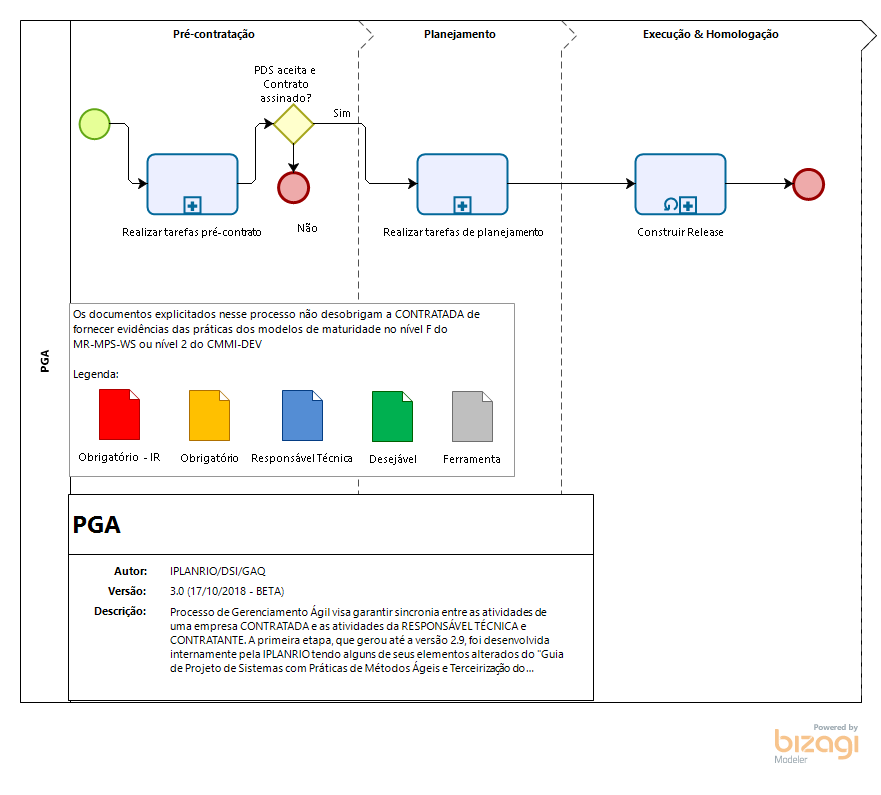 Pré-contratação
Planejamento
Execução & Homologação
PDS aceita e
Contrato
assinado?
Sim
Não
Realizar tarefas pré-contrato
Realizar tarefas de planejamento
Construir Release
PGA
Os documentos explicitados nesse processo não desobrigam a CONTRATADA de
fornecer evidências das práticas dos modelos de maturidade no nível F do
MR-MPS-WS ou nível 2 do CMMI-DEV
Legenda:
Obrigatório - IR
Obrigatório
Responsável Técnica
Desejável
Ferramenta
PGA
Autor: IPLANRIO/DSI/GAQ
Versão: 3.0 (17/10/2018 - BETA)
Descrição: Processo de Gerenciamento Ágil visa garantir sincronia entre as atividades de
uma empresa CONTRATADA e as atividades da RESPONSÁVEL TÉCNICA e
CONTRATANTE. A primeira etapa, que gerou até a versão 2.9, foi desenvolvida
internamente pela IPLANRIO tendo alguns de seus elementos alterados do "Guia
de Projeto de Sistemas com Práticas de Métodos Ágeis e Terceirização do...
Powered by
bizagi
Modeler